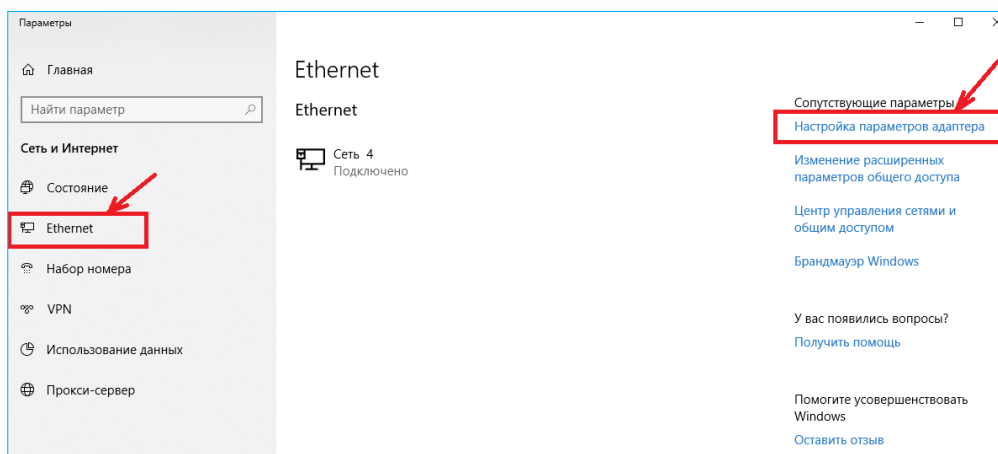 Параметры
Главная
Найти параметр
Сеть и Интернет
Состояние
Ethernet
Набор номера
VPN
Использование данных
Прокси-сервер
Ethernet
Ethernet
Сеть 4
Подключено
Сопутствующие параметры
Настройка параметров адаптера
Изменение расширенных
параметров общего доступа
Центр управления сетями и
общим доступом
Брандмауэр Windows
У вас появились вопросы?
Получить помощь
Помогите усовершенствовать
Windows
Оставить отзыв